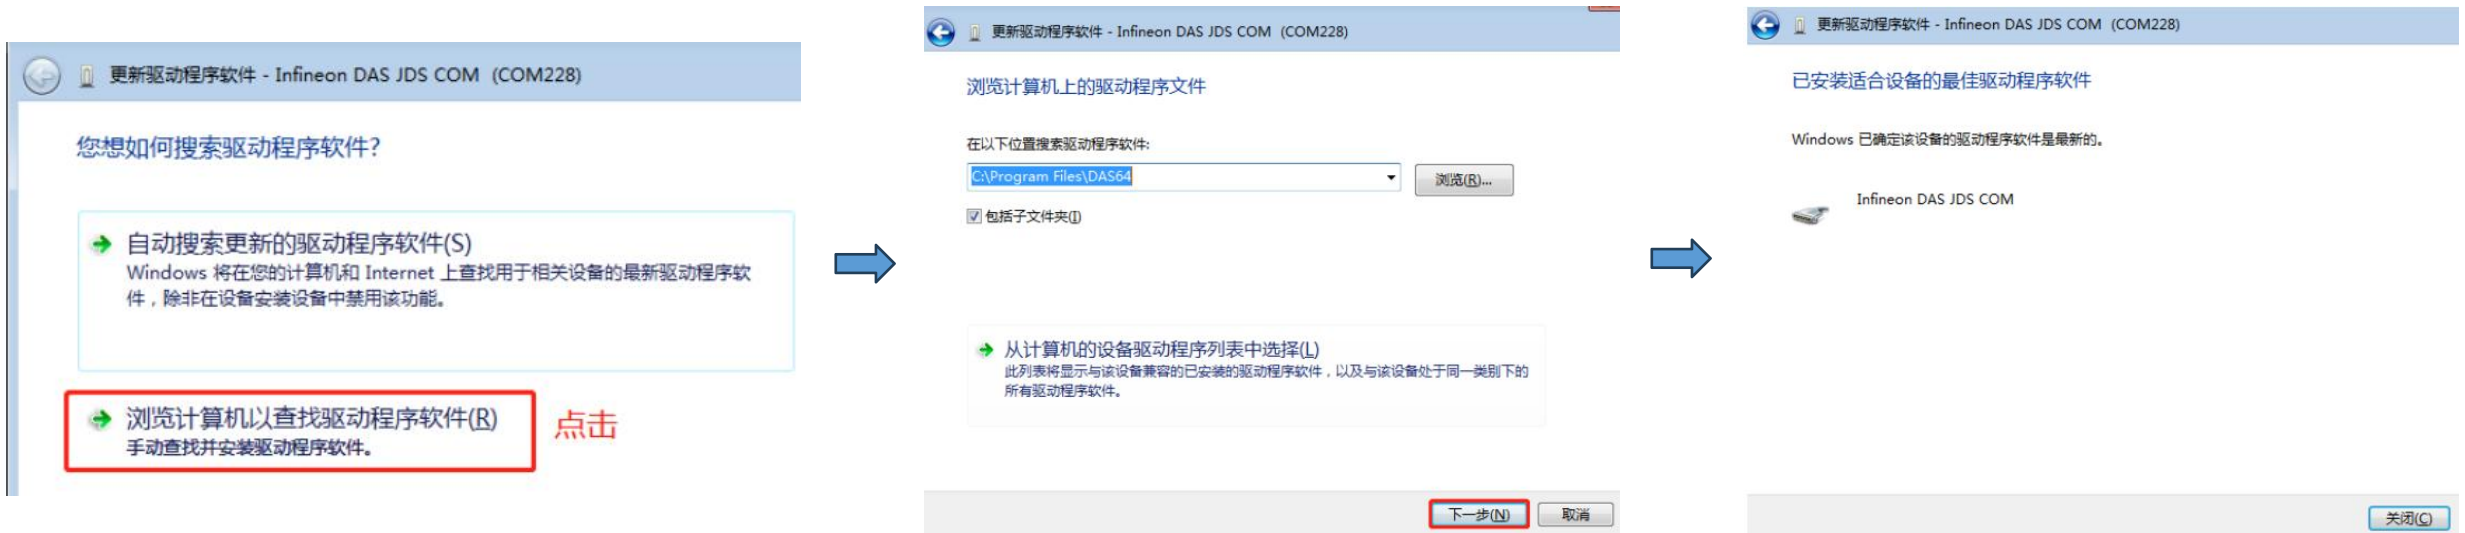 更新驱动程序软件 - Infineon DAS JDS COM  (COM228)
您想如何搜索驱动程序软件?
自动搜索更新的驱动程序软件(S)
Windows 将在您的计算机和 Internet 上查找用于相关设备的最新驱动程序软
件，除非在设备安装设备中禁用该功能。
浏览计算机以查找驱动程序软件(R)
手动查找并安装驱动程序软件。
点击
更新驱动程序软件 - Infineon DAS JDS COM  (COM228)
浏览计算机上的驱动程序文件
在以下位置搜索驱动程序软件:
C:\Program Files\DAS64
浏览(R)...
包括子文件夹(I)
从计算机的设备驱动程序列表中选择(L)
此列表将显示与该设备兼容的已安装的驱动程序软件，以及与该设备处于同一类别下的
所有驱动程序软件。
下一步(N)
取消
更新驱动程序软件 - Infineon DAS JDS COM  (COM228)
已安装适合设备的最佳驱动程序软件
Windows 已确定该设备的驱动程序软件是最新的。
Infineon DAS JDS COM
关闭(C)